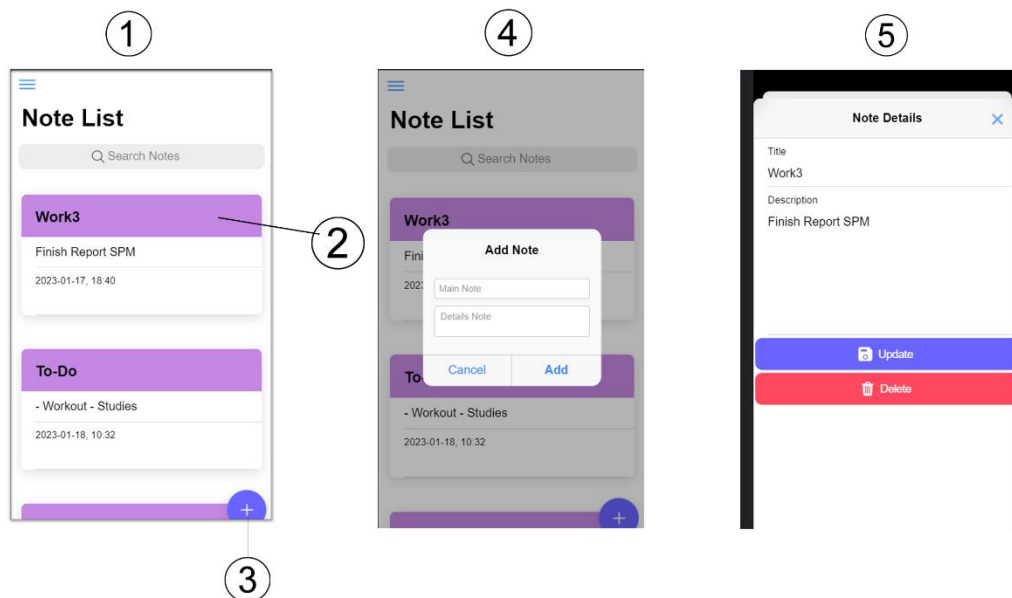 1
4
5
Note List
Search Notes
Work3
Finish Report SPM
2023-01-17, 18:40
To-Do
- Workout - Studies
2023-01-18, 10:32
+
2
3
Note List
Search Notes
Work3
Fini
202
Add Note
Main Note
Details Note
Cancel Add
To
- Workout - Studies
2023-01-18, 10:32
+
Note Details
Title
Work3
Description
Finish Report SPM
Update
Delete